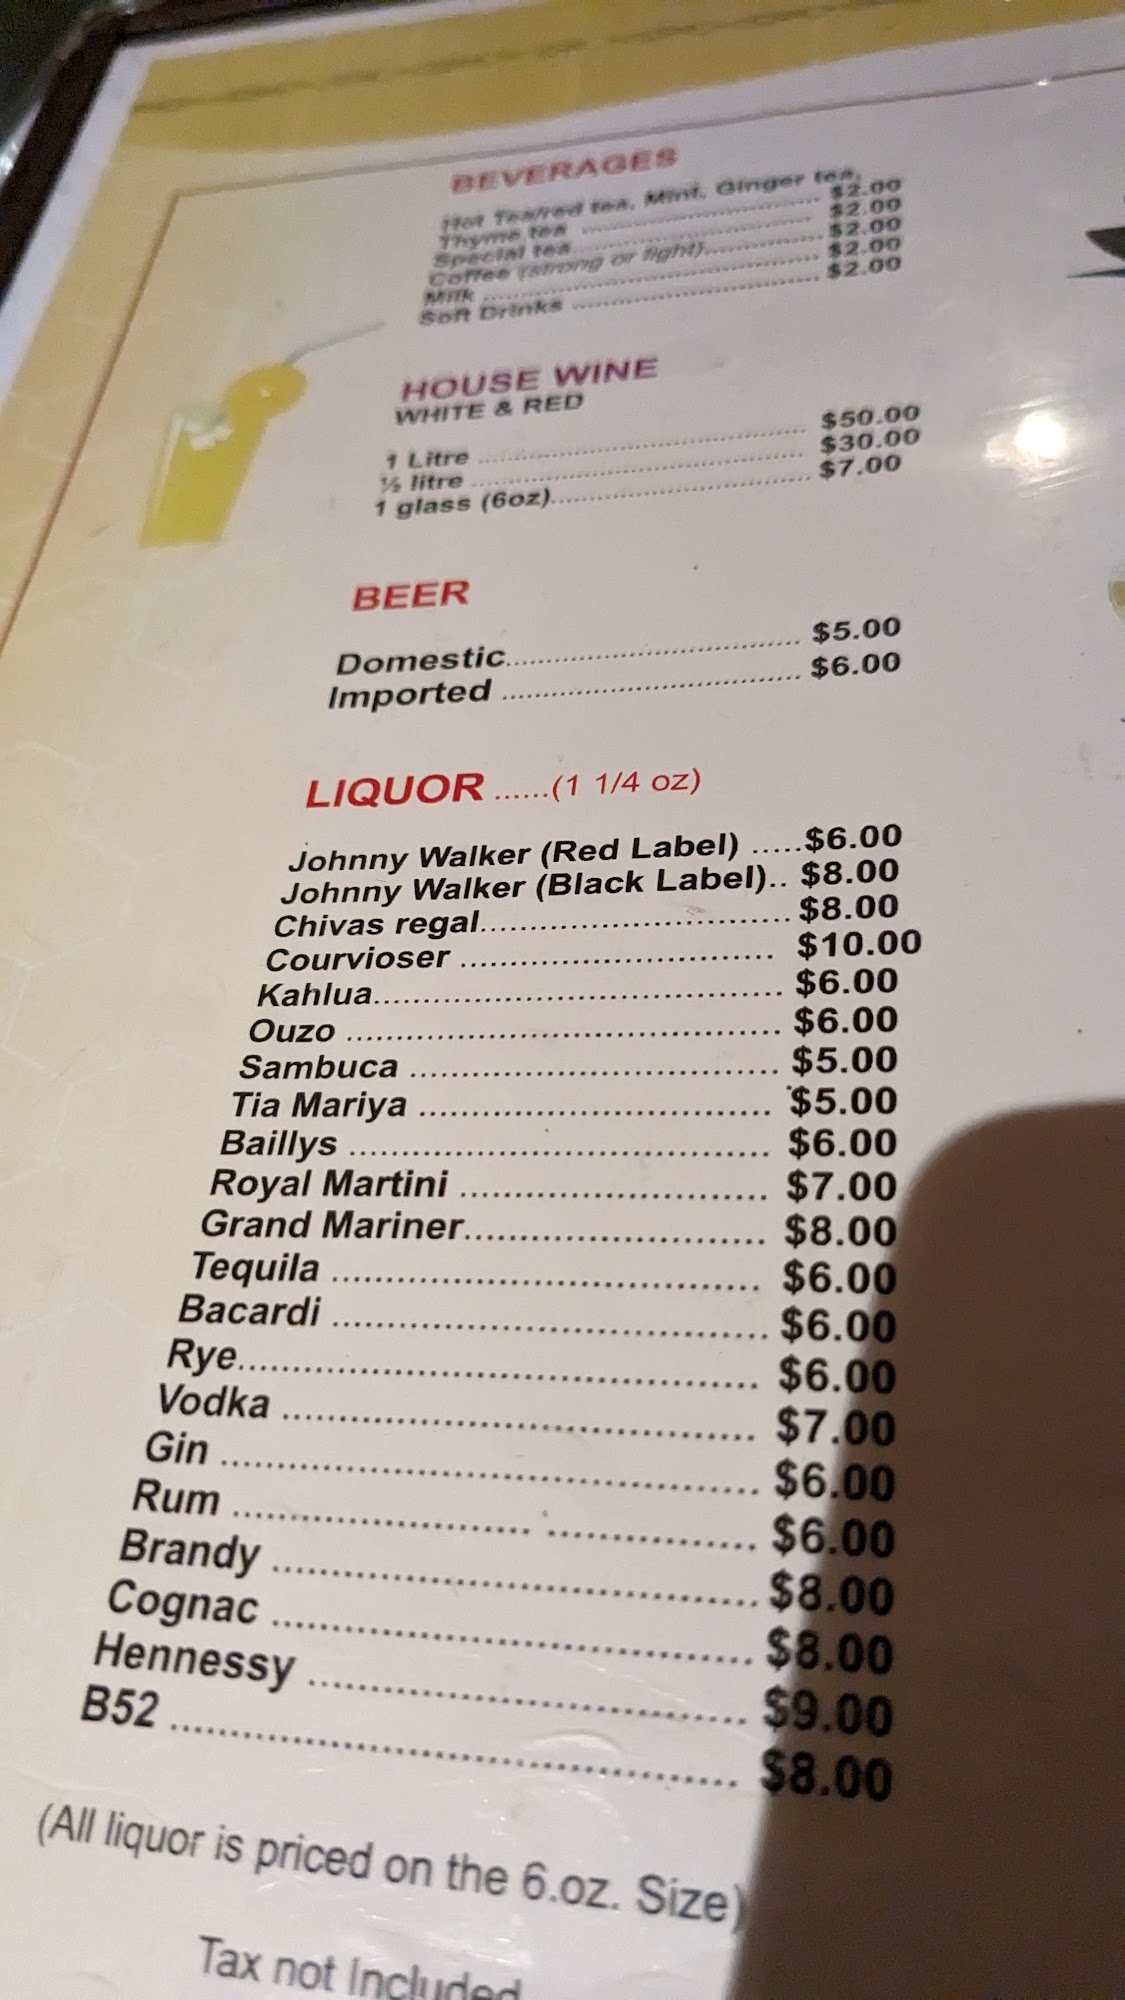 BEVERAGES
Hot Tea/red tea, Mint, Ginger tea,
Thyme tea ........................ $2.00
Special tea ........................ $2.00
Coffee (strong or light) ........................ $2.00
Milk ........................ $2.00
Soft Drinks ........................ $2.00
HOUSE WINE
WHITE & RED
1 Litre ........................ $50.00
½ litre ........................ $30.00
1 glass (6oz) ........................ $7.00
BEER
Domestic ........................ $5.00
Imported ........................ $6.00
LIQUOR ......(1 1/4 oz)
Johnny Walker (Red Label) .....$6.00
Johnny Walker (Black Label).. $8.00
Chivas regal ........................ $8.00
Courvioser ........................ $10.00
Kahlua ........................ $6.00
Ouzo ........................ $6.00
Sambuca ........................ $5.00
Tia Mariya ........................ $5.00
Baillys ........................ $6.00
Royal Martini ........................ $7.00
Grand Mariner ........................ $8.00
Tequila ........................ $6.00
Bacardi ........................ $6.00
Rye ........................ $6.00
Vodka ........................ $7.00
Gin ........................ $6.00
Rum ........................ $6.00
Brandy ........................ $8.00
Cognac ........................ $8.00
Hennessy ........................ $9.00
B52 ........................ $8.00
(All liquor is priced on the 6.oz. Size)
Tax not Included